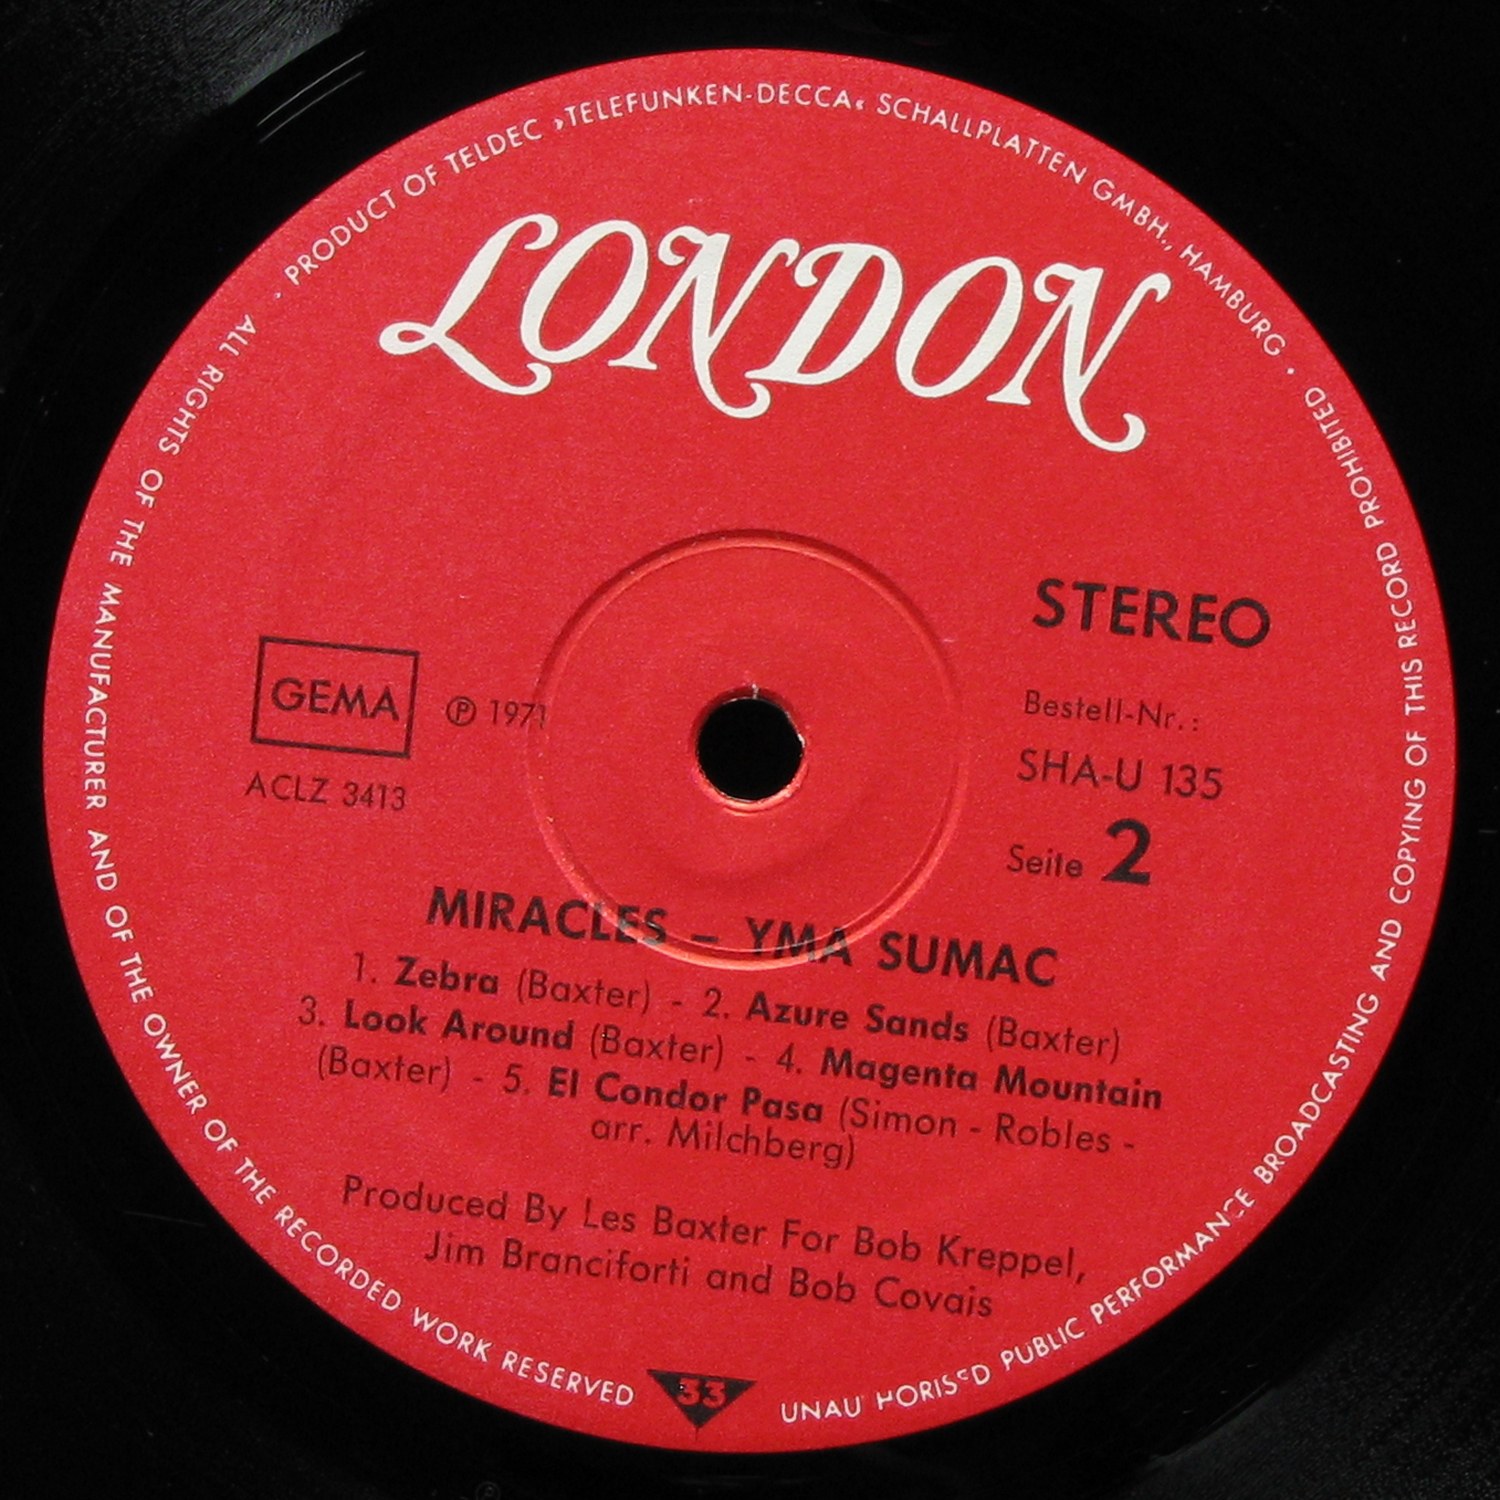 PRODUCT OF TELDEC »TELEFUNKEN-DECCA« SCHALLPLATTEN GMBH., HAMBURG •
LONDON
STEREO
GEMA
℗ 1971
Bestell-Nr.:
SHA-U 135
ACLZ 3413
Seite 2
MIRACLES – YMA SUMAC
1. Zebra (Baxter) - 2. Azure Sands (Baxter)
3. Look Around (Baxter) - 4. Magenta Mountain
(Baxter) - 5. El Condor Pasa (Simon - Robles -
arr. Milchberg)
Produced By Les Baxter For Bob Kreppel,
Jim Branciforti and Bob Covais
33
ALL RIGHTS OF THE MANUFACTURER AND OF THE OWNER OF THE RECORDED WORK RESERVED
UNAU HORISED PUBLIC PERFORMANCE BROADCASTING AND COPYING OF THIS RECORD PROHIBITED